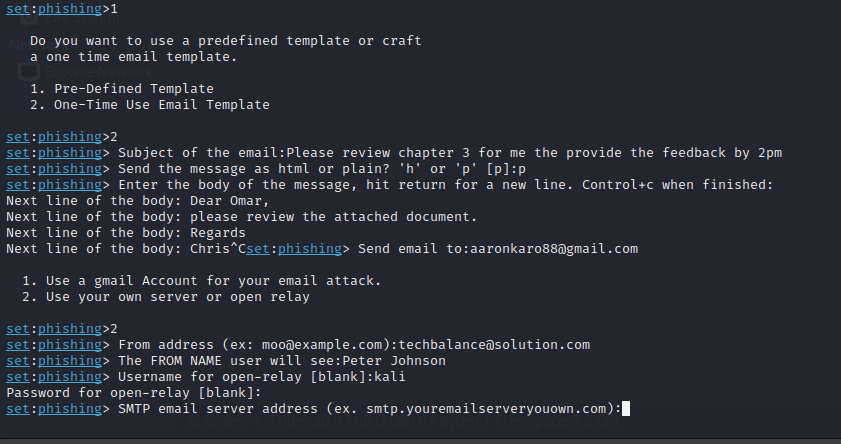 set:phishing>1
Do you want to use a predefined template or craft
a one time email template.
1. Pre-Defined Template
2. One-Time Use Email Template
set:phishing>2
set:phishing> Subject of the email:Please review chapter 3 for me the provide the feedback by 2pm
set:phishing> Send the message as html or plain? 'h' or 'p' [p]:p
set:phishing> Enter the body of the message, hit return for a new line. Control+c when finished:
Next line of the body: Dear Omar,
Next line of the body: please review the attached document.
Next line of the body: Regards
Next line of the body: Chris^Cset:phishing> Send email to:aaronkaro88@gmail.com
1. Use a gmail Account for your email attack.
2. Use your own server or open relay
set:phishing>2
set:phishing> From address (ex: moo@example.com):techbalance@solution.com
set:phishing> The FROM NAME user will see:Peter Johnson
set:phishing> Username for open-relay [blank]:kali
Password for open-relay [blank]:
set:phishing> SMTP email server address (ex. smtp.youremailserveryouown.com):